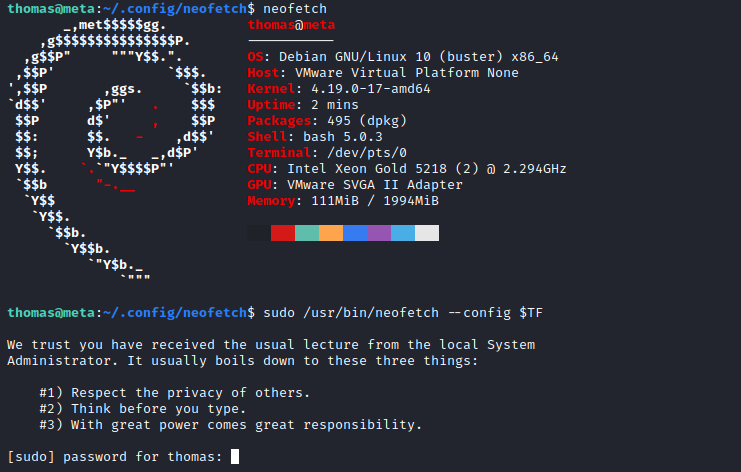 thomas@meta:~/.config/neofetch$ neofetch
       _,met$$$$$gg.          thomas@meta
    ,g$$$$$$$$$$$$$$$P.       -----------
  ,g$$P"     """Y$$.".        OS: Debian GNU/Linux 10 (buster) x86_64
 ,$$P'              `$$$.     Host: VMware Virtual Platform None
',$$P       ,ggs.     `$$b:   Kernel: 4.19.0-17-amd64
`d$$'     ,$P"'   .    $$$    Uptime: 2 mins
 $$P      d$'     ,    $$P    Packages: 495 (dpkg)
 $$:      $$.   -    ,d$$'    Shell: bash 5.0.3
 $$;      Y$b._   _,d$P'      Terminal: /dev/pts/0
 Y$$.    `.`"Y$$$$P"'         CPU: Intel Xeon Gold 5218 (2) @ 2.294GHz
 `$$b      "-.__              GPU: VMware SVGA II Adapter
  `Y$$                        Memory: 111MiB / 1994MiB
   `Y$$.
     `$$b.
       `Y$$b.
          `"Y$b._
              `"""
thomas@meta:~/.config/neofetch$ sudo /usr/bin/neofetch --config $TF
We trust you have received the usual lecture from the local System
Administrator. It usually boils down to these three things:
    #1) Respect the privacy of others.
    #2) Think before you type.
    #3) With great power comes great responsibility.
[sudo] password for thomas: